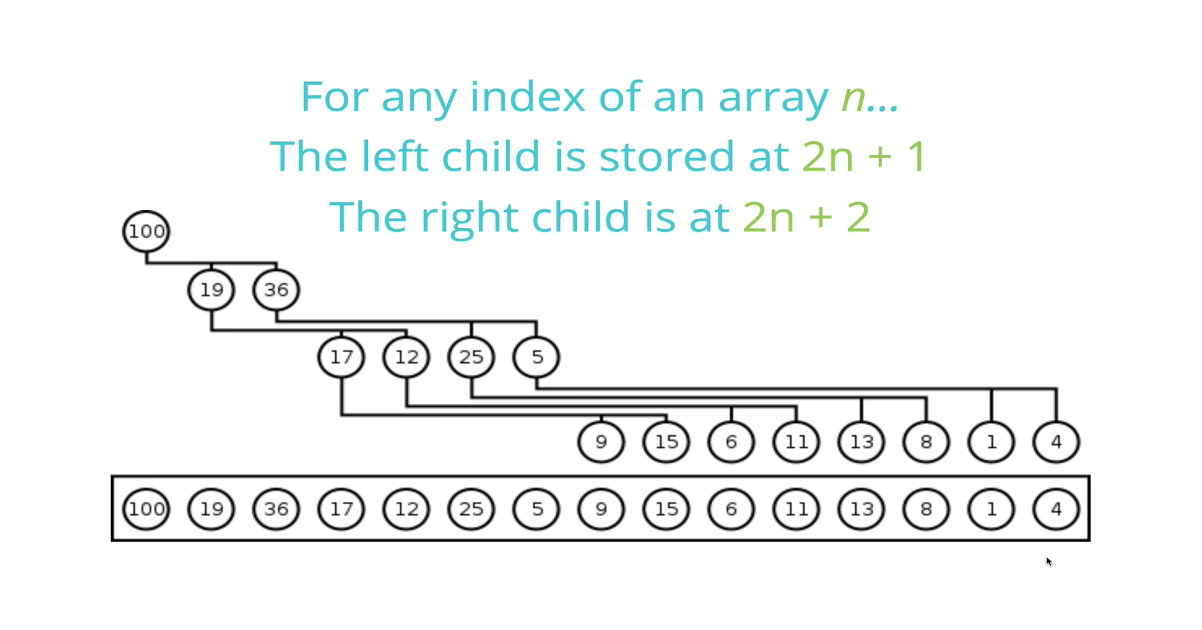 For any index of an array n...
The left child is stored at 2n + 1
The right child is at 2n + 2
100
19 36
17 12 25 5
9 15 6 11 13 8 1 4
100 19 36 17 12 25 5 9 15 6 11 13 8 1 4